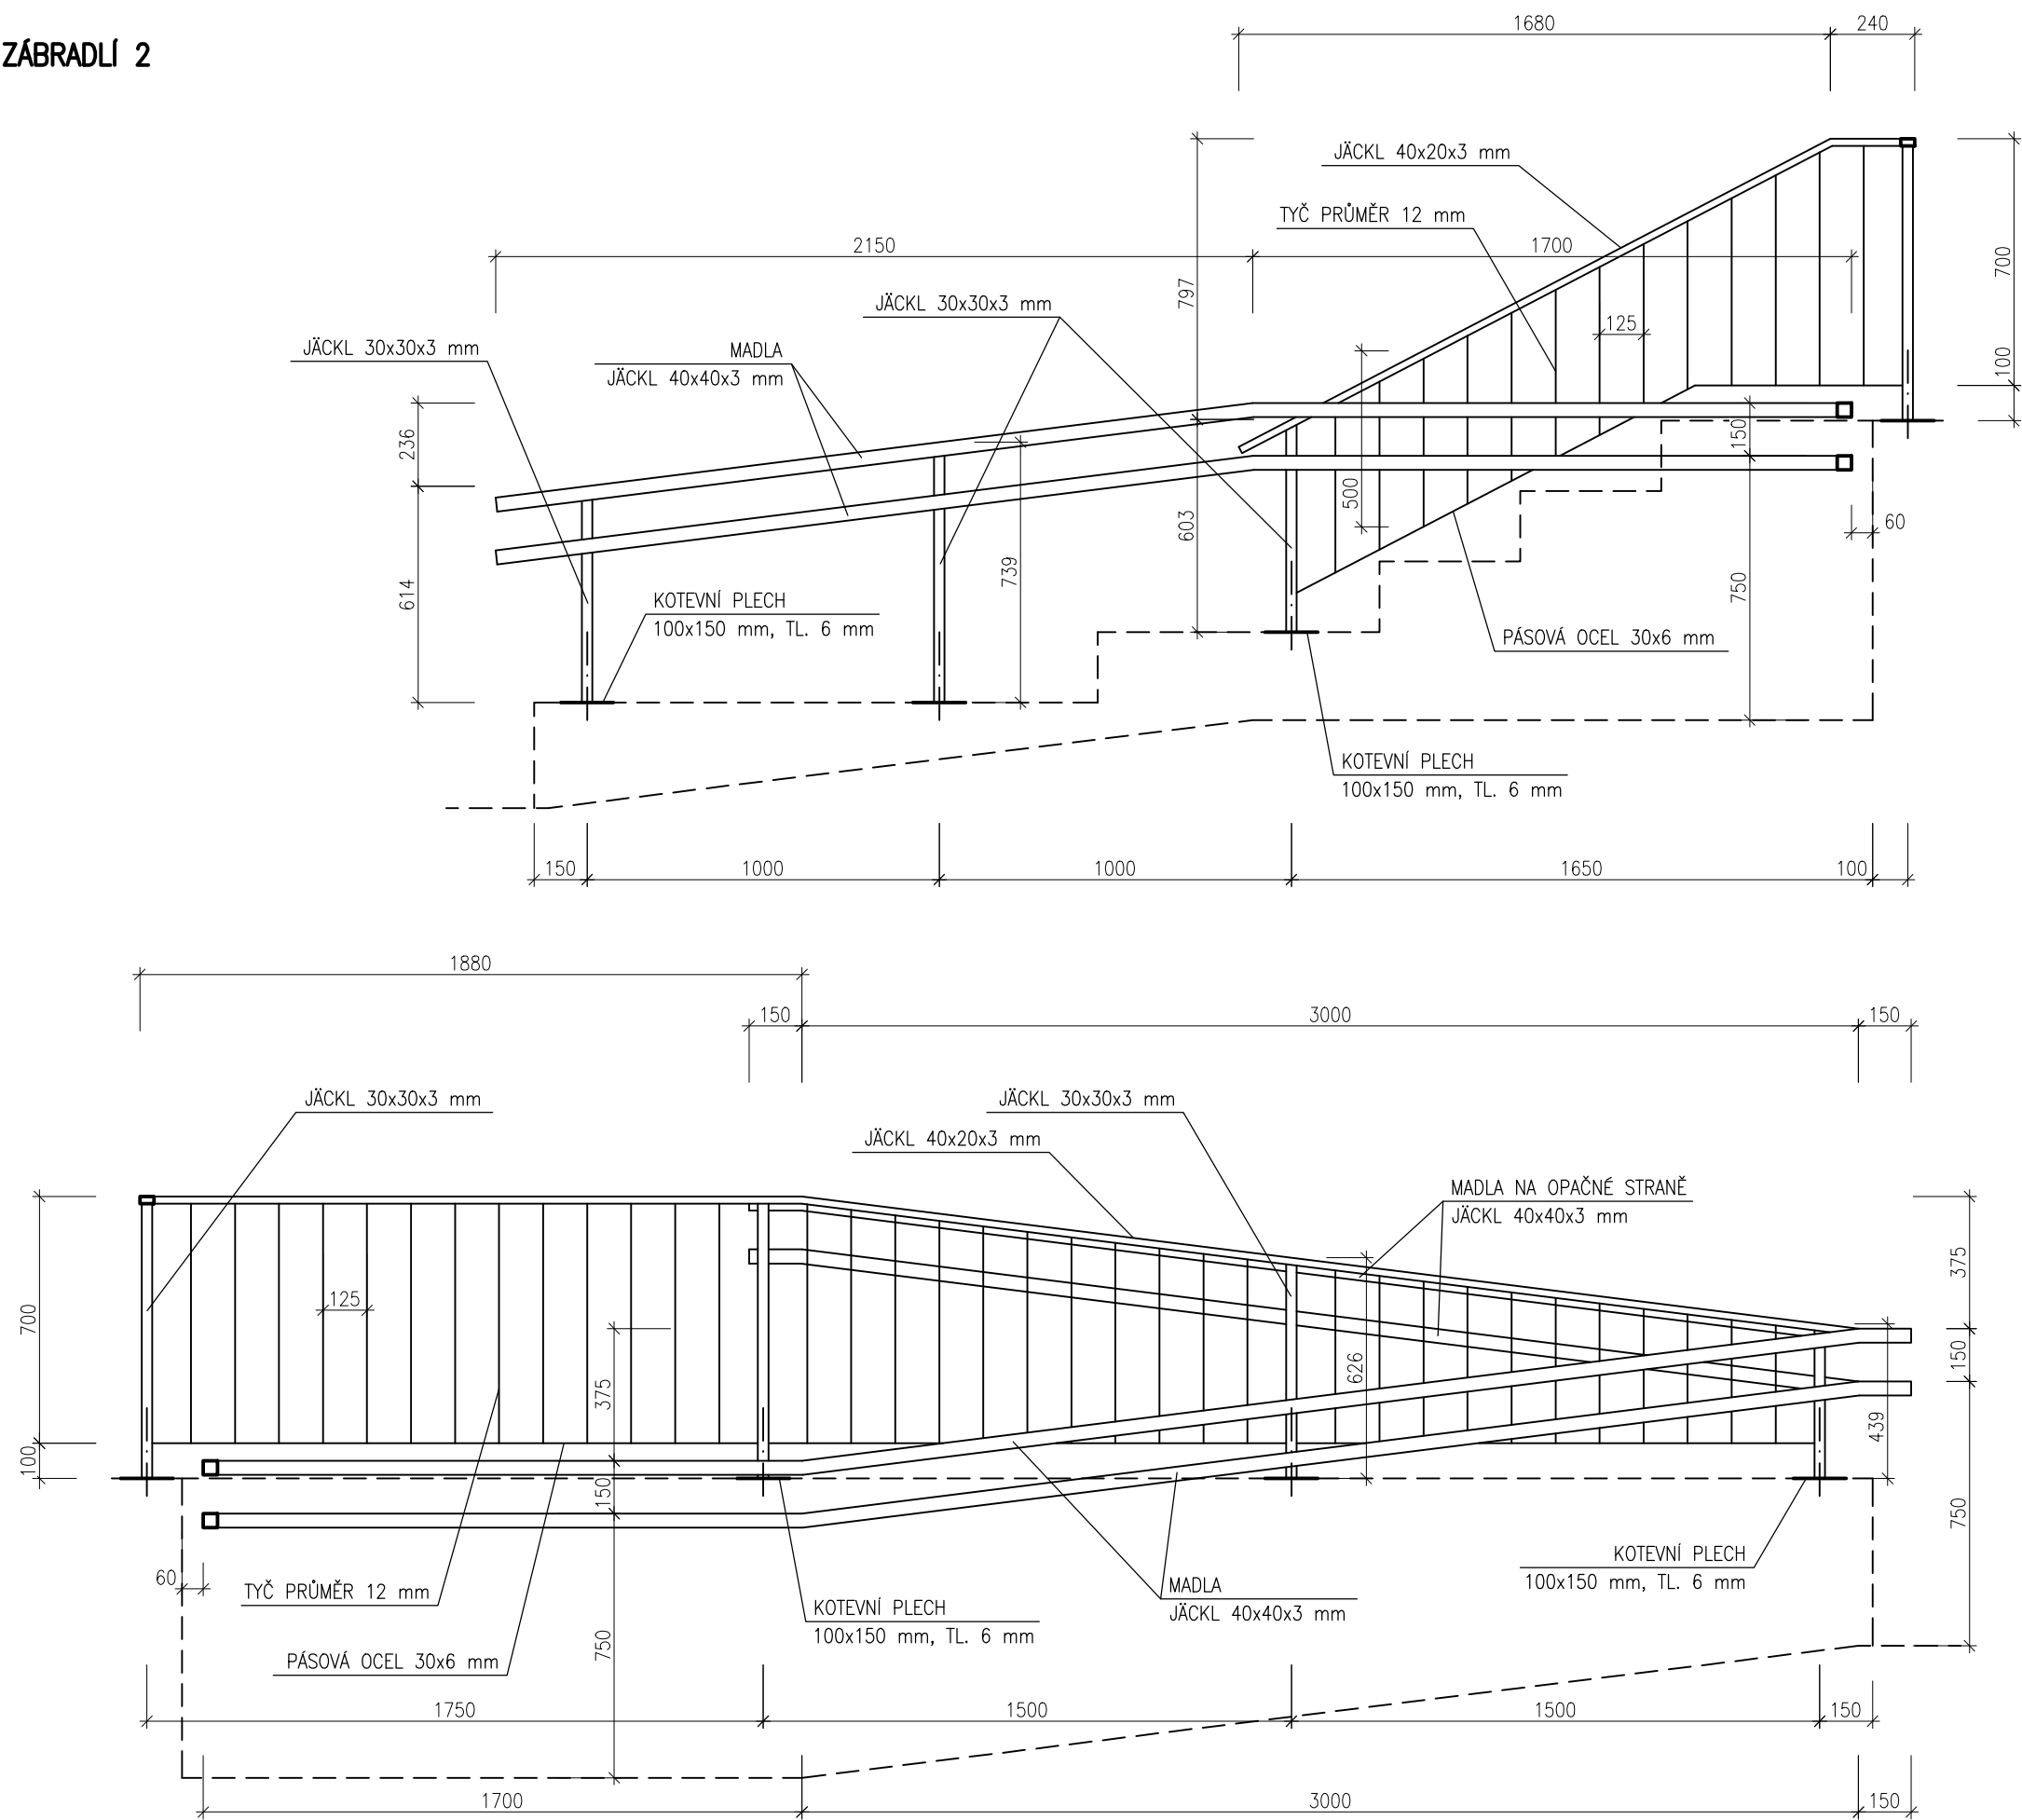 ZÁBRADLÍ 2
1680
240
JÄCKL 40x20x3 mm
TYČ PRŮMĚR 12 mm
2150
1700
797
700
JÄCKL 30x30x3 mm
125
JÄCKL 30x30x3 mm
MADLA
JÄCKL 40x40x3 mm
100
236
150
500
603
60
739
614
750
KOTEVNÍ PLECH
100x150 mm, TL. 6 mm
PÁSOVÁ OCEL 30x6 mm
KOTEVNÍ PLECH
100x150 mm, TL. 6 mm
150
1000
1000
1650
100
1880
150
3000
150
JÄCKL 30x30x3 mm
JÄCKL 30x30x3 mm
JÄCKL 40x20x3 mm
MADLA NA OPAČNÉ STRANĚ
JÄCKL 40x40x3 mm
375
125
700
150
626
375
439
100
150
750
60
KOTEVNÍ PLECH
100x150 mm, TL. 6 mm
TYČ PRŮMĚR 12 mm
MADLA
JÄCKL 40x40x3 mm
KOTEVNÍ PLECH
100x150 mm, TL. 6 mm
750
PÁSOVÁ OCEL 30x6 mm
1750
1500
1500
150
1700
3000
150